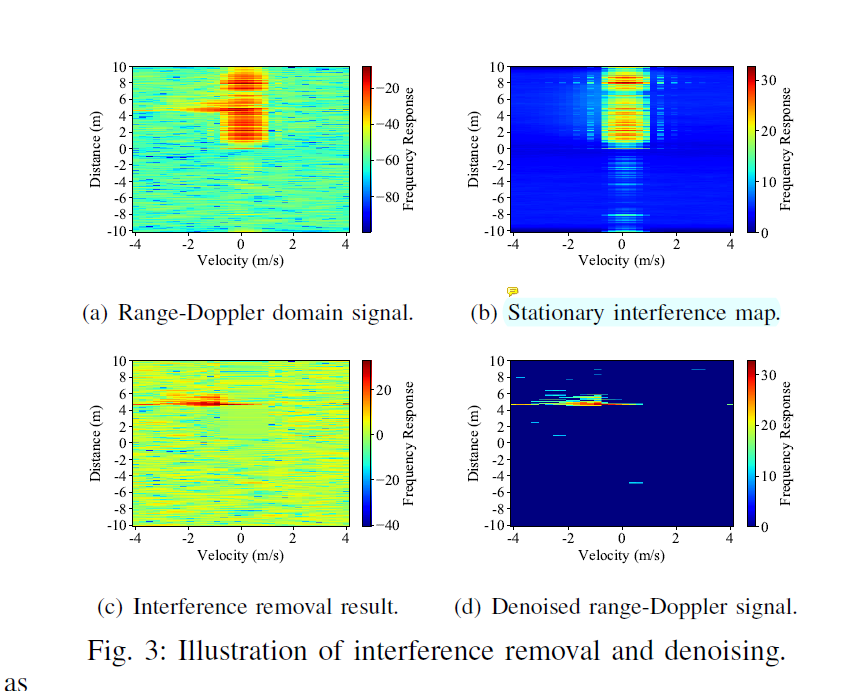 10
8
6
4
2
0
-2
-4
-6
-8
-10
Distance (m)
-4 -2 0 2 4
Velocity (m/s)
−20
−40
−60
−80
Frequency Response
10
8
6
4
2
0
-2
-4
-6
-8
-10
Distance (m)
-4 -2 0 2 4
Velocity (m/s)
30
20
10
0
Frequency Response
(a) Range-Doppler domain signal.
(b) Stationary interference map.
10
8
6
4
2
0
-2
-4
-6
-8
-10
Distance (m)
-4 -2 0 2 4
Velocity (m/s)
20
0
−20
−40
Frequency Response
10
8
6
4
2
0
-2
-4
-6
-8
-10
Distance (m)
-4 -2 0 2 4
Velocity (m/s)
30
20
10
0
Frequency Response
(c) Interference removal result.
(d) Denoised range-Doppler signal.
Fig. 3: Illustration of interference removal and denoising.
as